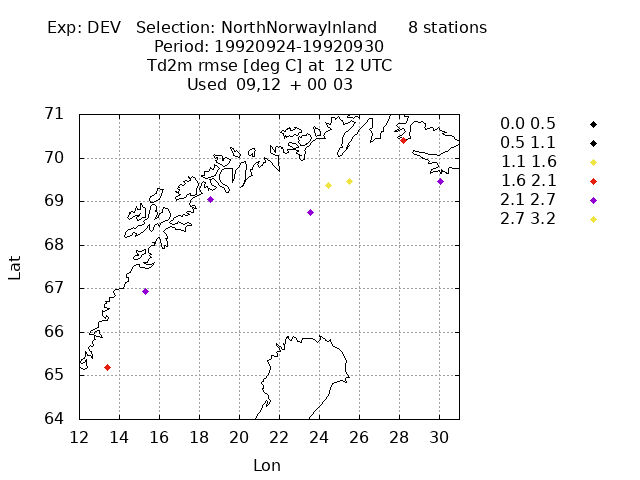 Exp: DEV Selection: NorthNorwayInland 8 stations
Period: 19920924-19920930
Td2m rmse [deg C] at 12 UTC
Used 09,12 + 00 03
71
70
69
68
67
66
65
64
12 14 16 18 20 22 24 26 28 30
Lat
Lon
0.0 0.5
0.5 1.1
1.1 1.6
1.6 2.1
2.1 2.7
2.7 3.2